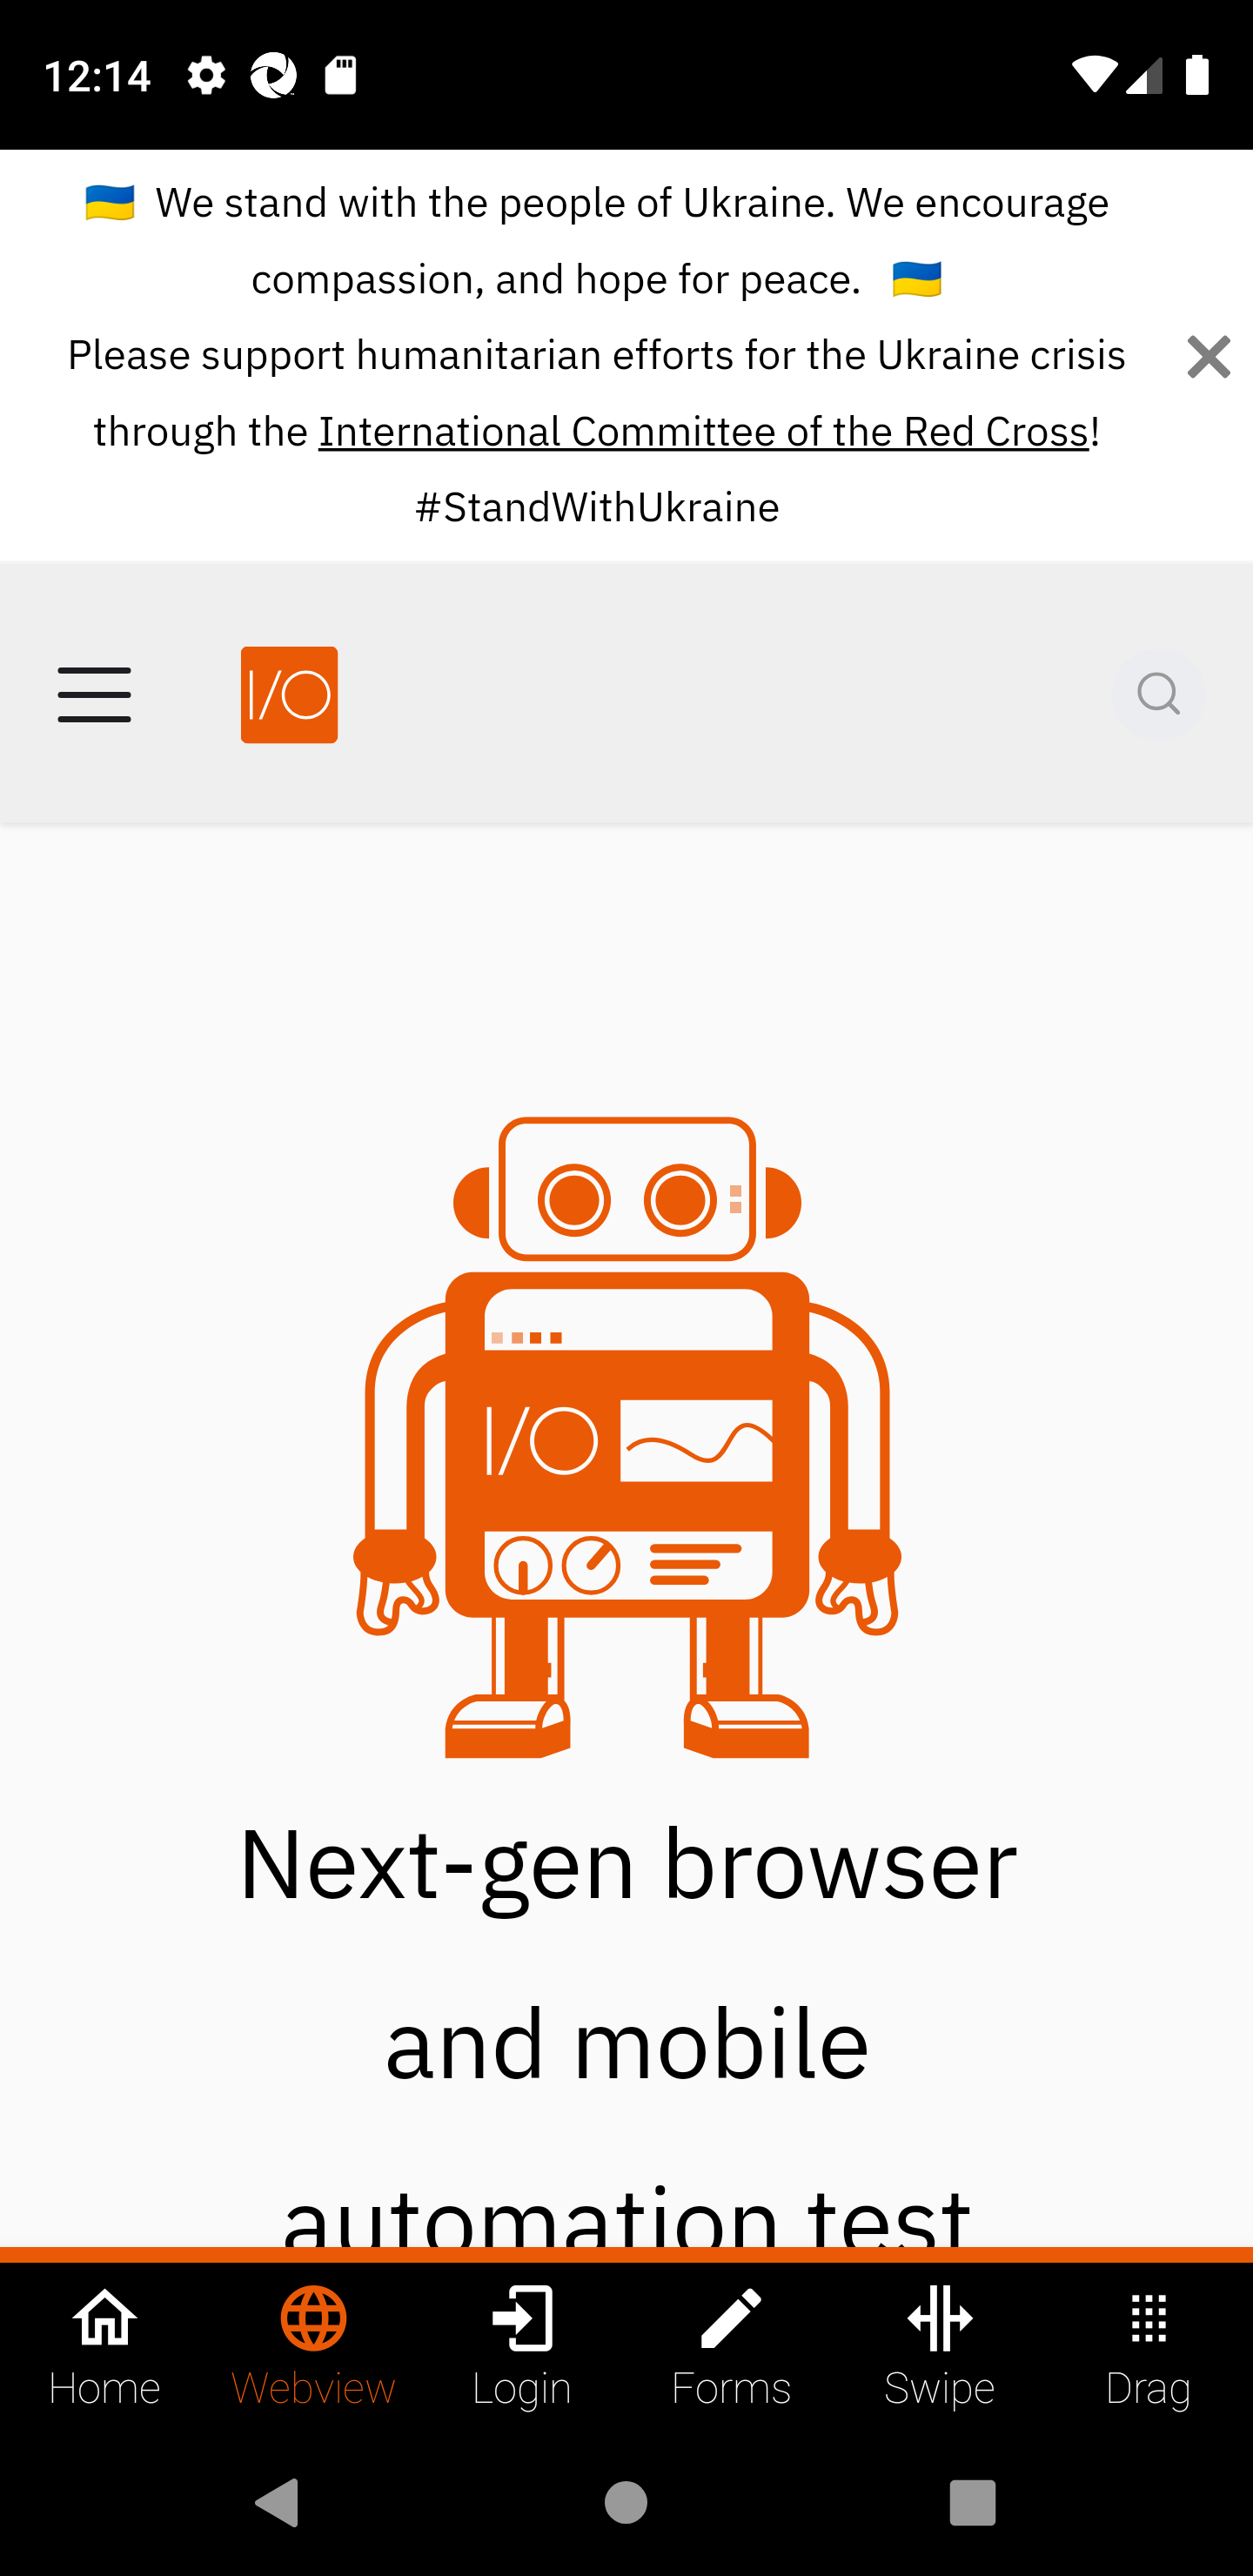 12:14
🇺🇦 We stand with the people of Ukraine. We encourage
compassion, and hope for peace. 🇺🇦
Please support humanitarian efforts for the Ukraine crisis
through the International Committee of the Red Cross!
#StandWithUkraine
I/O
I/O
Next-gen browser
and mobile
automation test
Home Webview Login Forms Swipe Drag